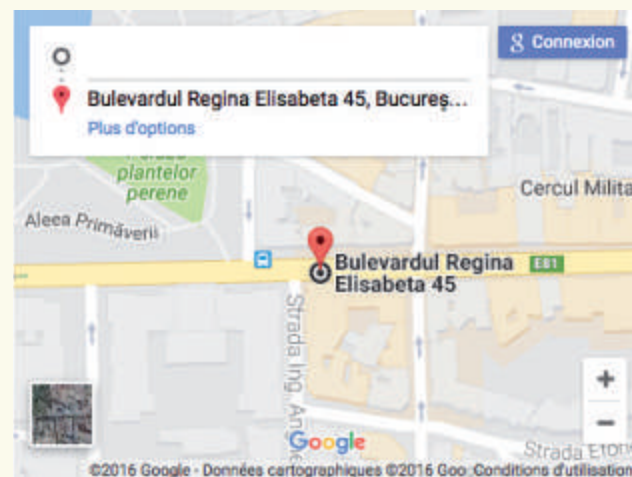 g Connexion
Bulevardul Regina Elisabeta 45, Bucureș...
Plus d'options
plantelor
perene
Aleea Primăverii
Cercul Milita
Bulevardul Regina
Elisabeta 45
E81
Strada Ing. An
Google
Strada
©2016 Google - Données cartographiques ©2016 Goo Conditions d'utilisation